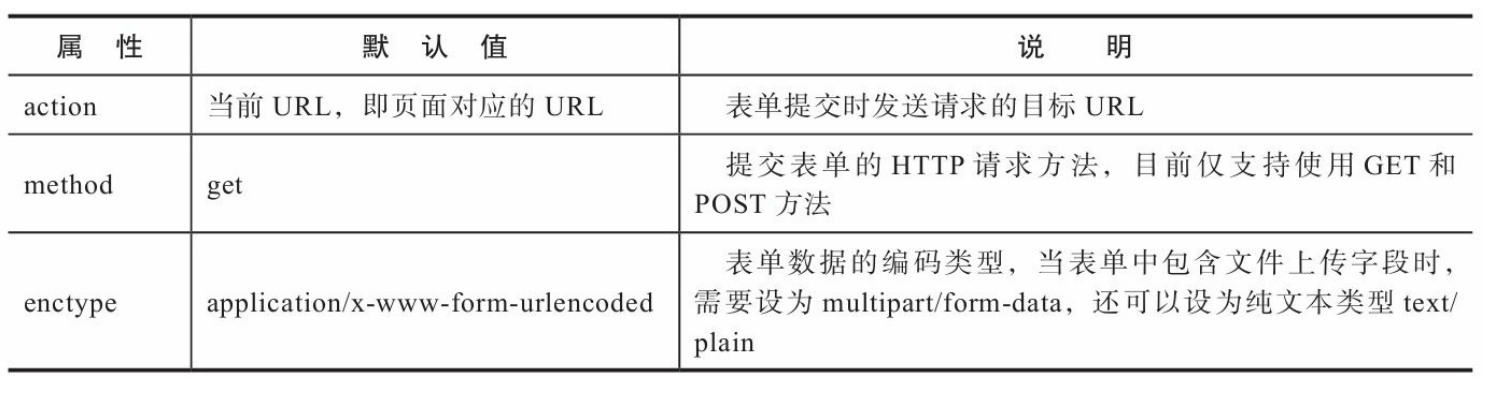 属 性 默 认 值 说 明
action 当前 URL，即页面对应的 URL 表单提交时发送请求的目标 URL
method get 提交表单的 HTTP 请求方法，目前仅支持使用 GET 和
POST 方法
enctype application/x-www-form-urlencoded 表单数据的编码类型，当表单中包含文件上传字段时，
需要设为 multipart/form-data，还可以设为纯文本类型 text/
plain